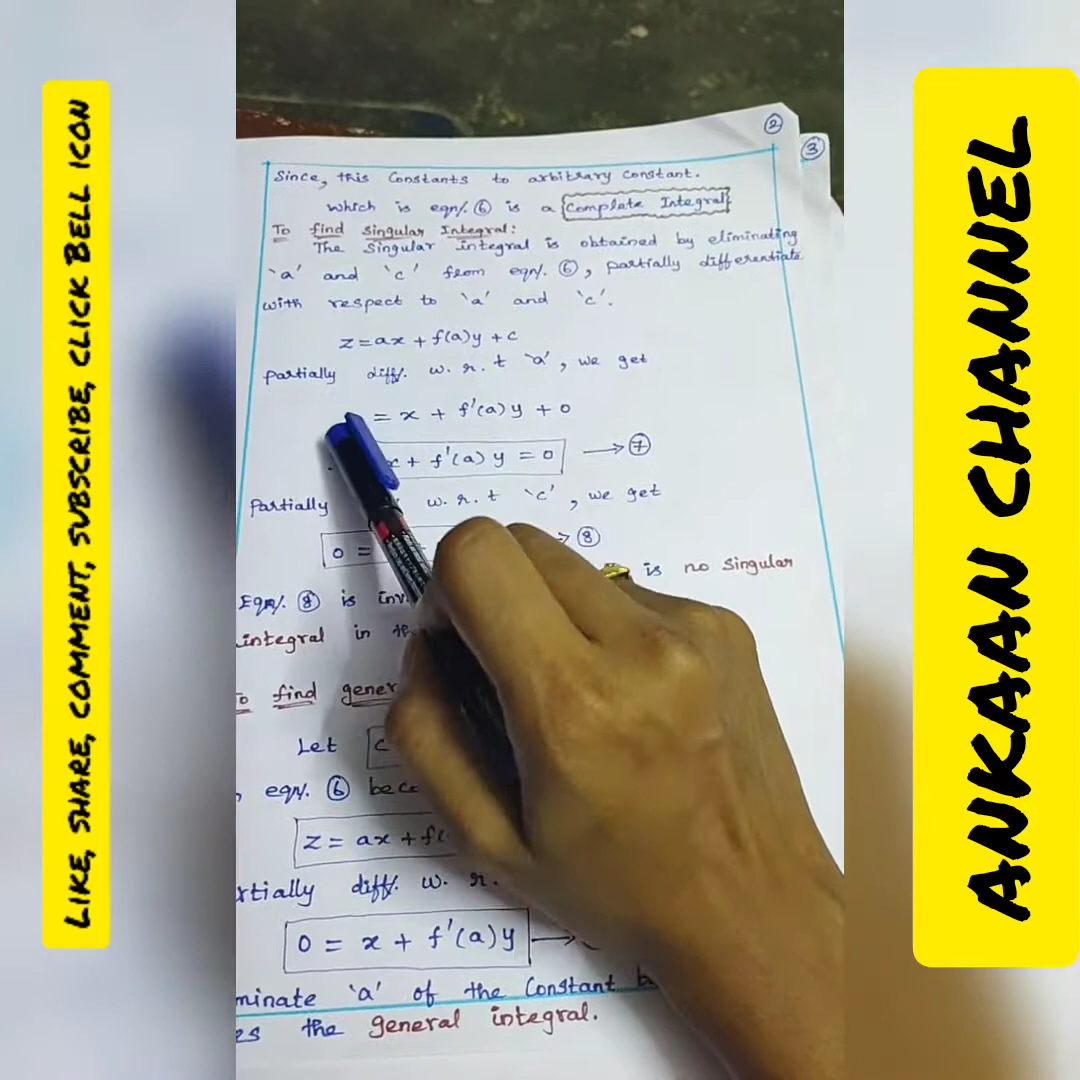 LIKE, SHARE, COMMENT, SUBSCRIBE, CLICK BELL ICON
② ③
Since, this Constants to arbitrary Constant.
Which is eqn/. ⑥ is a Complete Integral
To find Singular Integral:
The Singular integral is obtained by eliminating
'a' and 'c' from eqn/. ⑥, partially differentiate
with respect to 'a' and 'c'.
z = ax + f(a)y + c
Partially diff/. w.r.t 'a', we get
= x + f'(a)y + 0
x + f'(a)y = 0 → ⑦
Partially w.r.t 'c', we get
0 = → ⑧
Eqn/. ⑧ is is no Singular
integral in
To find
Let c
eqn/. ⑥
z = ax +
diff/. w.r.
0 = x + f'(a)y →
'a' of the Constant
the general integral.
ANKAAN CHANNEL